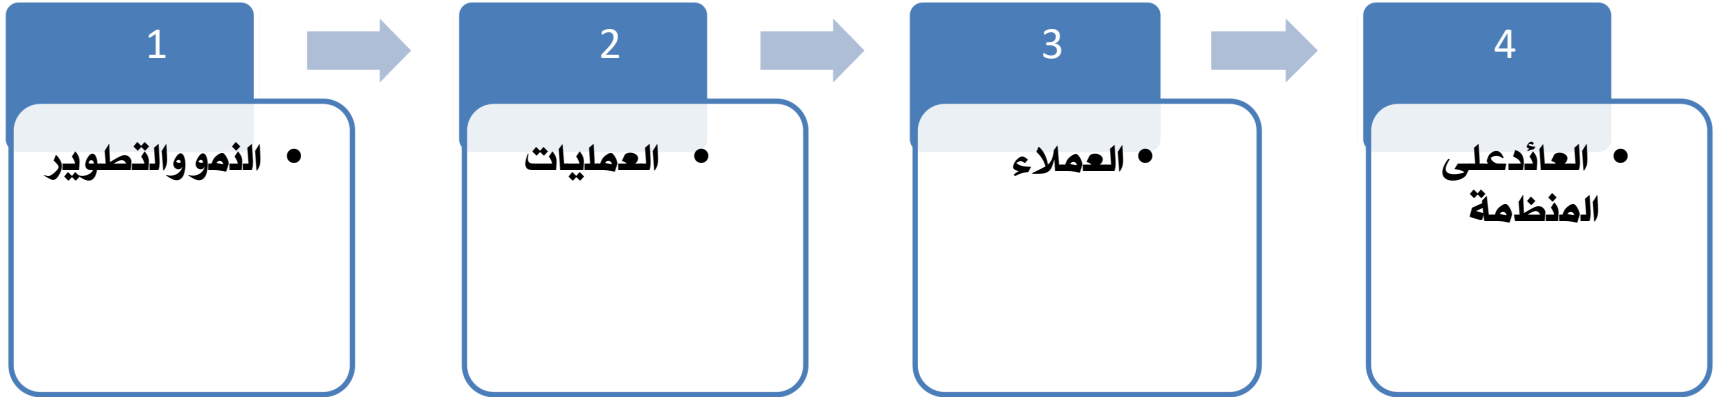 1
• النمو والتطوير
2
• العمليات
3
• العملاء
4
• العائد على
المنظمة